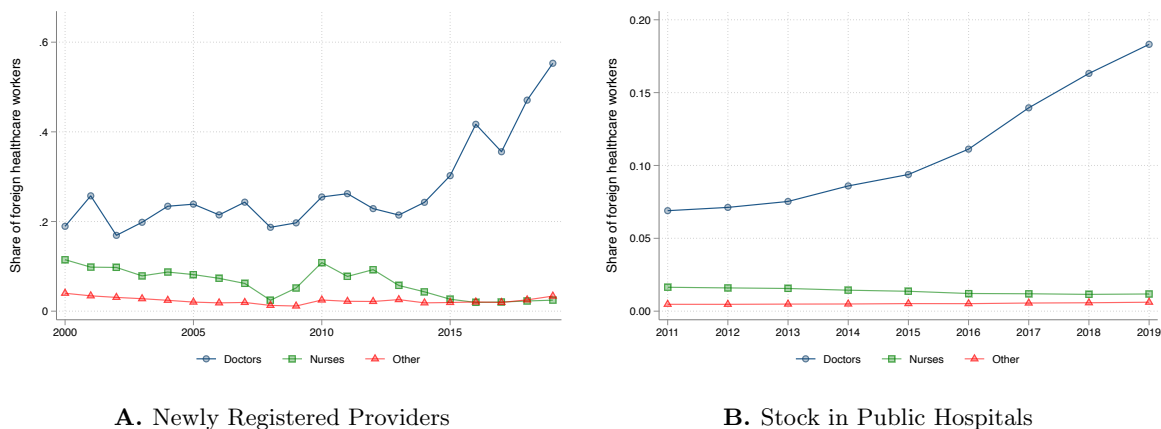 Share of foreign healthcare workers
.6
.4
.2
0
2000 2005 2010 2015
Doctors Nurses Other
A. Newly Registered Providers
Share of foreign healthcare workers
0.20
0.15
0.10
0.05
0.00
2011 2012 2013 2014 2015 2016 2017 2018 2019
Doctors Nurses Other
B. Stock in Public Hospitals